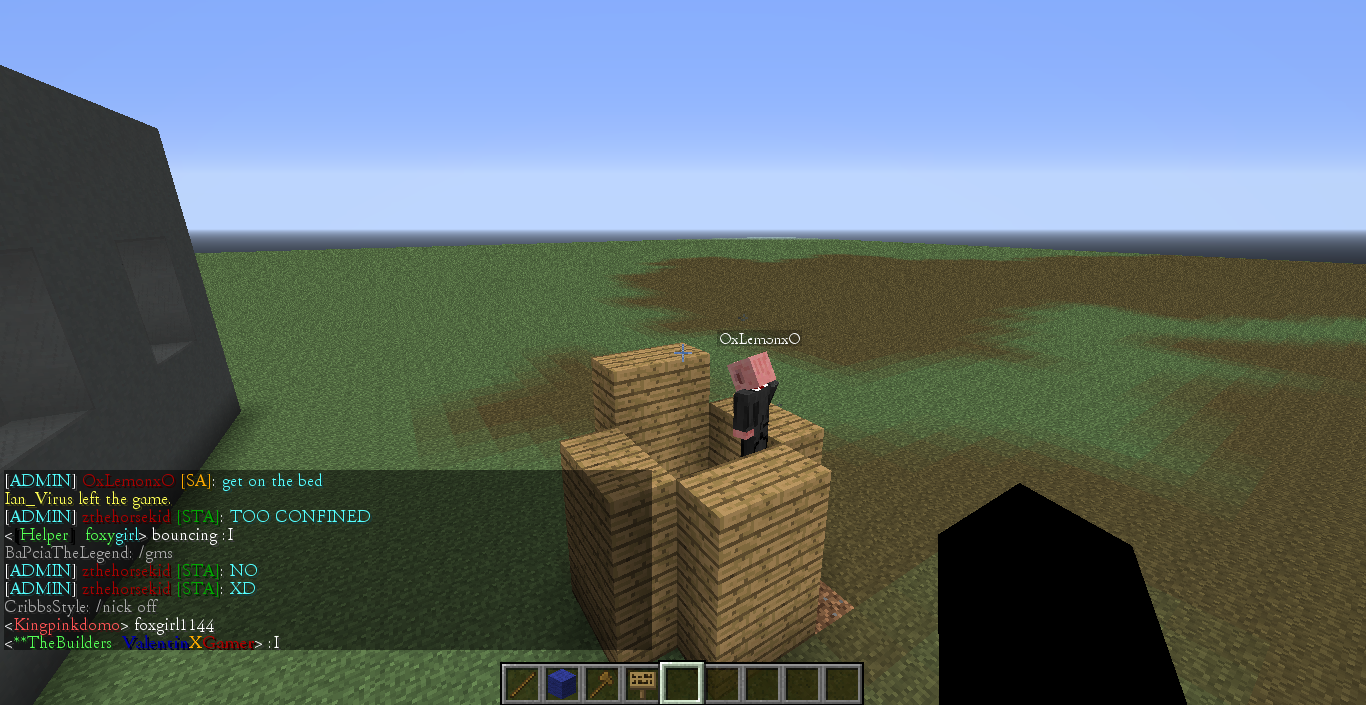 OxLemonxO
[ADMIN] OxLemonxO [SA]: get on the bed
Ian_Virus left the game.
[ADMIN] zthehorsekid [STA]: TOO CONFINED
< Helper foxygirl> bouncing :I
BaPciaTheLegend: /gms
[ADMIN] zthehorsekid [STA]: NO
[ADMIN] zthehorsekid [STA]: XD
CribbsStyle: /nick off
<Kingpinkdomo> foxgirl1144
<**TheBuilders ValentinXGamer> :I